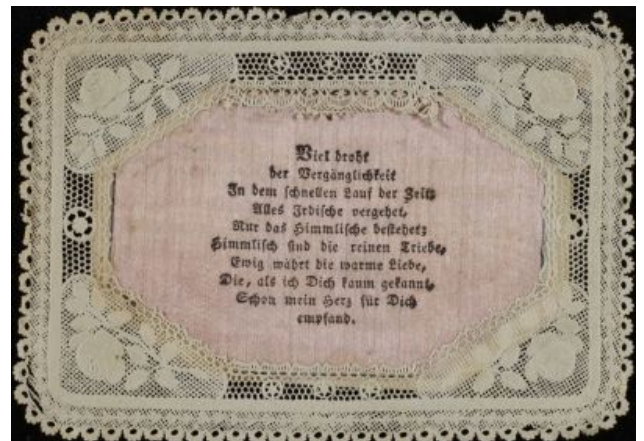 Viel droht
der Vergänglichkeit
In dem schnellen Lauf der Zeit:
Alles Irdische vergehet,
Nur das Himmlische bestehet;
Himmlisch sind die reinen Triebe,
Ewig währt die warme Liebe,
Die, als ich Dich kaum gekannt,
Schon mein Herz für Dich
empfand.